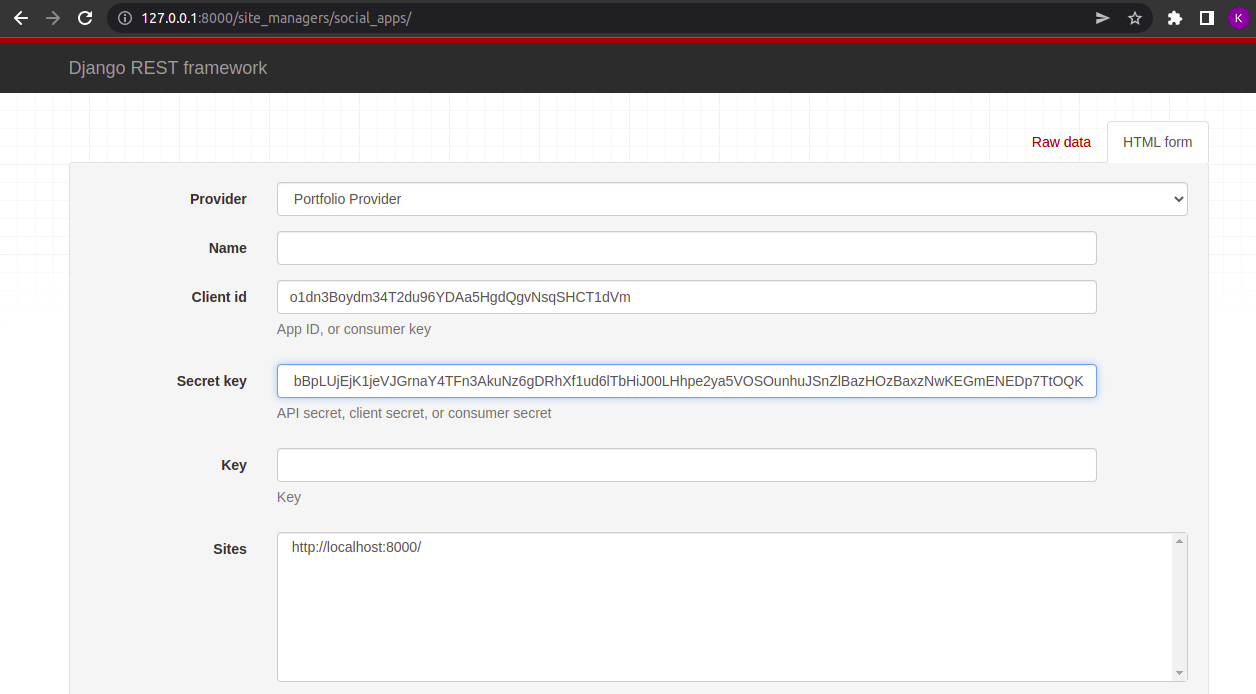 127.0.0.1:8000/site_managers/social_apps/
K
Django REST framework
Raw data
HTML form
Provider
Portfolio Provider
Name
Client id
o1dn3Boydm34T2du96YDAa5HgdQgvNsqSHCT1dVm
App ID, or consumer key
Secret key
bBpLUjEjK1jeVJGrnaY4TFn3AkuNz6gDRhXf1ud6lTbHiJ00LHhpe2ya5VOSOunhuJSnZlBazHOzBaxzNwKEGmENEDp7TtOQK
API secret, client secret, or consumer secret
Key
Key
Sites
http://localhost:8000/